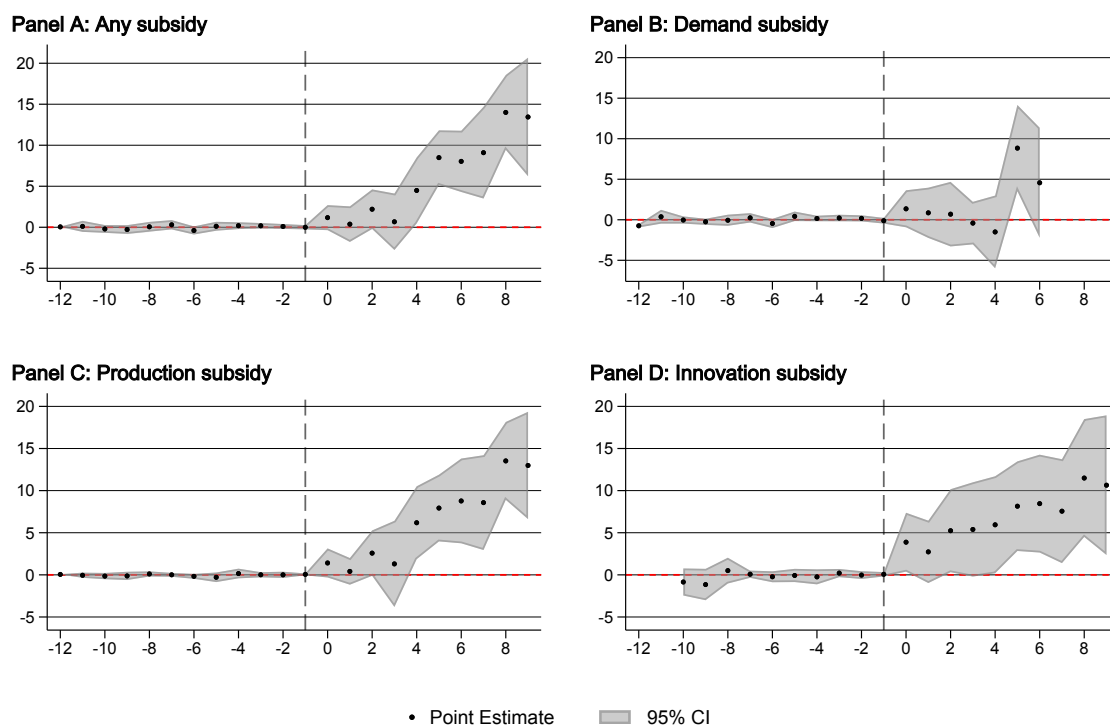 Panel A: Any subsidy
20
15
10
5
0
-5
-12 -10 -8 -6 -4 -2 0 2 4 6 8
Panel B: Demand subsidy
20
15
10
5
0
-5
-12 -10 -8 -6 -4 -2 0 2 4 6 8
Panel C: Production subsidy
20
15
10
5
0
-5
-12 -10 -8 -6 -4 -2 0 2 4 6 8
Panel D: Innovation subsidy
20
15
10
5
0
-5
-12 -10 -8 -6 -4 -2 0 2 4 6 8
Point Estimate 95% CI